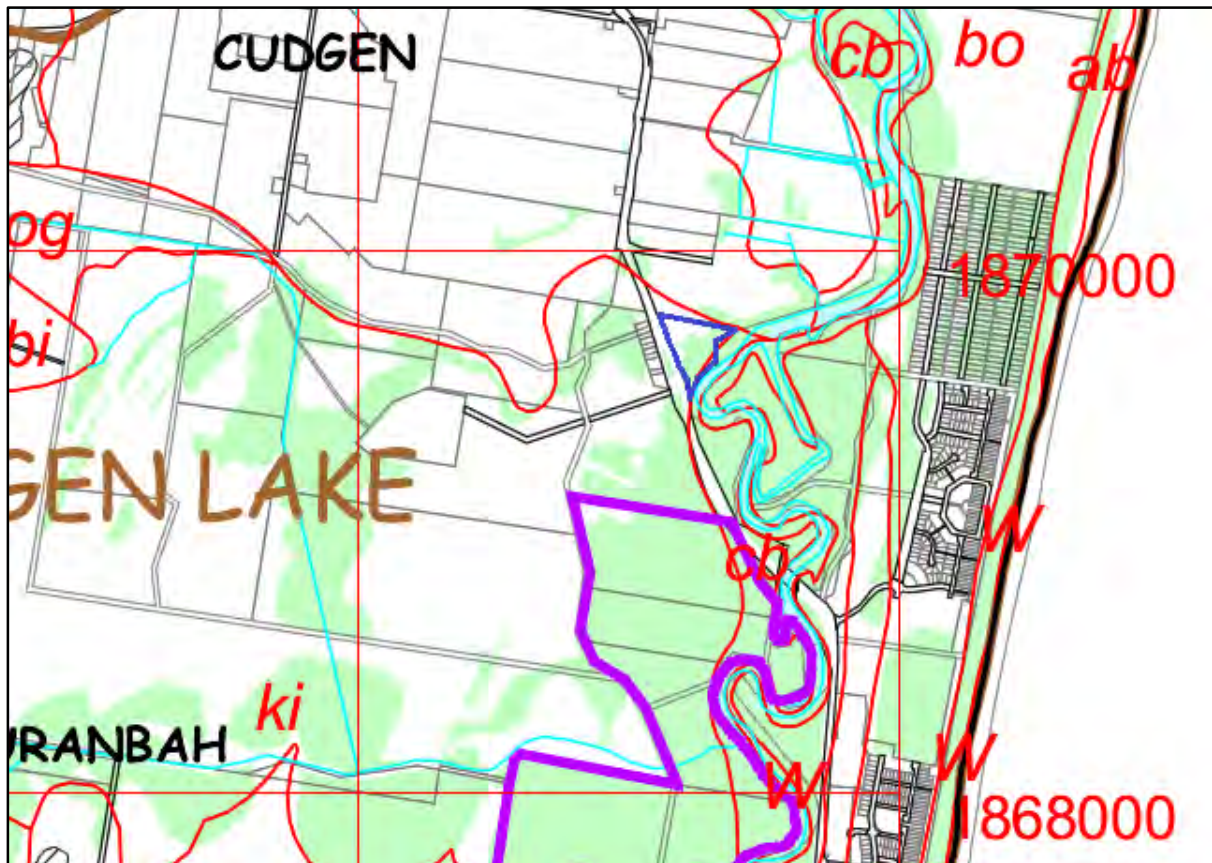 CUDGEN
cb
bo
ab
og
1870000
bi
GEN LAKE
W
cb
ki
URANBAH
W
W
1868000